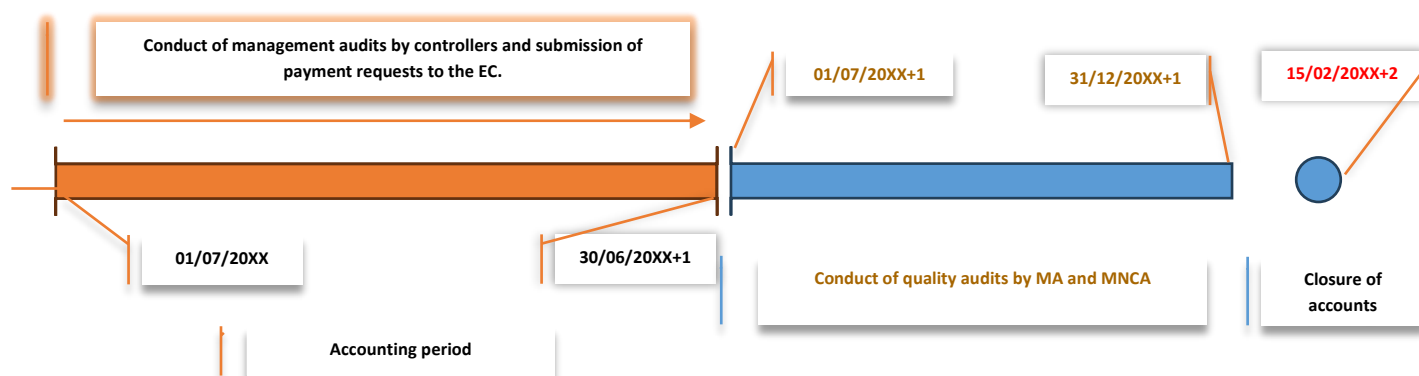 Conduct of management audits by controllers and submission of
payment requests to the EC.
01/07/20XX+1
31/12/20XX+1
15/02/20XX+2
01/07/20XX
30/06/20XX+1
Conduct of quality audits by MA and MNCA
Closure of
accounts
Accounting period